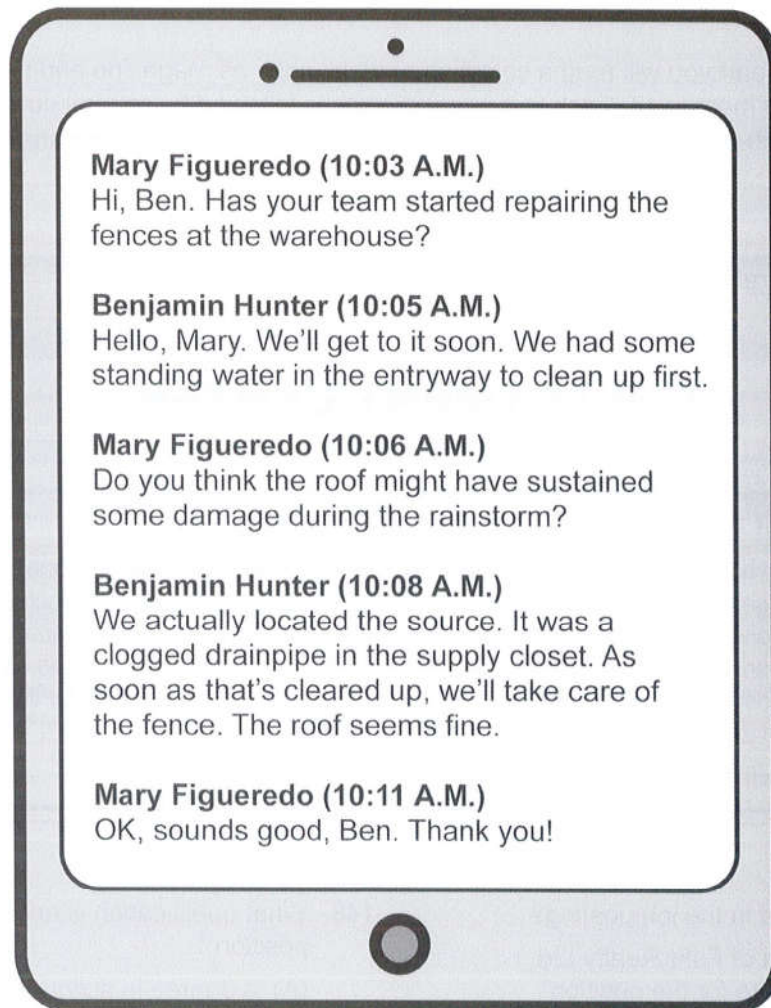 Mary Figueredo (10:03 A.M.)
Hi, Ben. Has your team started repairing the
fences at the warehouse?
Benjamin Hunter (10:05 A.M.)
Hello, Mary. We'll get to it soon. We had some
standing water in the entryway to clean up first.
Mary Figueredo (10:06 A.M.)
Do you think the roof might have sustained
some damage during the rainstorm?
Benjamin Hunter (10:08 A.M.)
We actually located the source. It was a
clogged drainpipe in the supply closet. As
soon as that's cleared up, we'll take care of
the fence. The roof seems fine.
Mary Figueredo (10:11 A.M.)
OK, sounds good, Ben. Thank you!